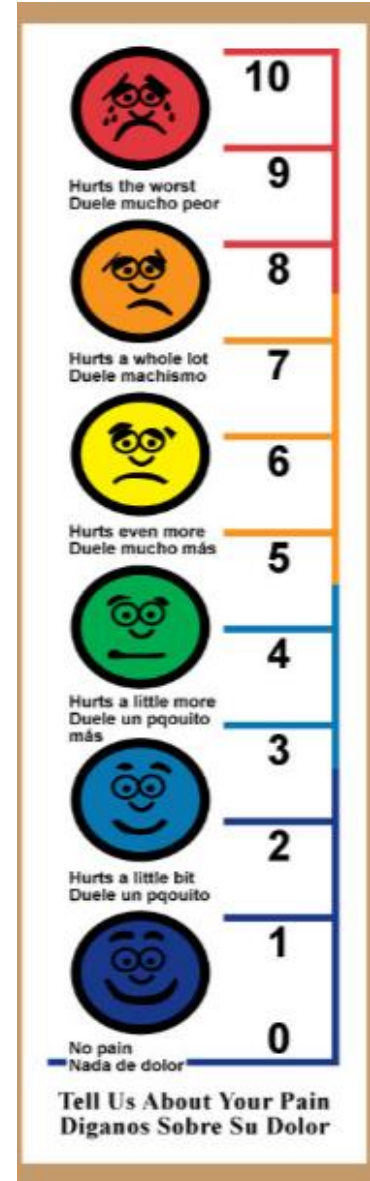 10
Hurts the worst
Duele mucho peor
9
8
Hurts a whole lot
Duele machismo
7
6
Hurts even more
Duele mucho más
5
4
Hurts a little more
Duele un pqouito
más
3
2
Hurts a little bit
Duele un pqouito
1
0
No pain
Nada de dolor
Tell Us About Your Pain
Diganos Sobre Su Dolor